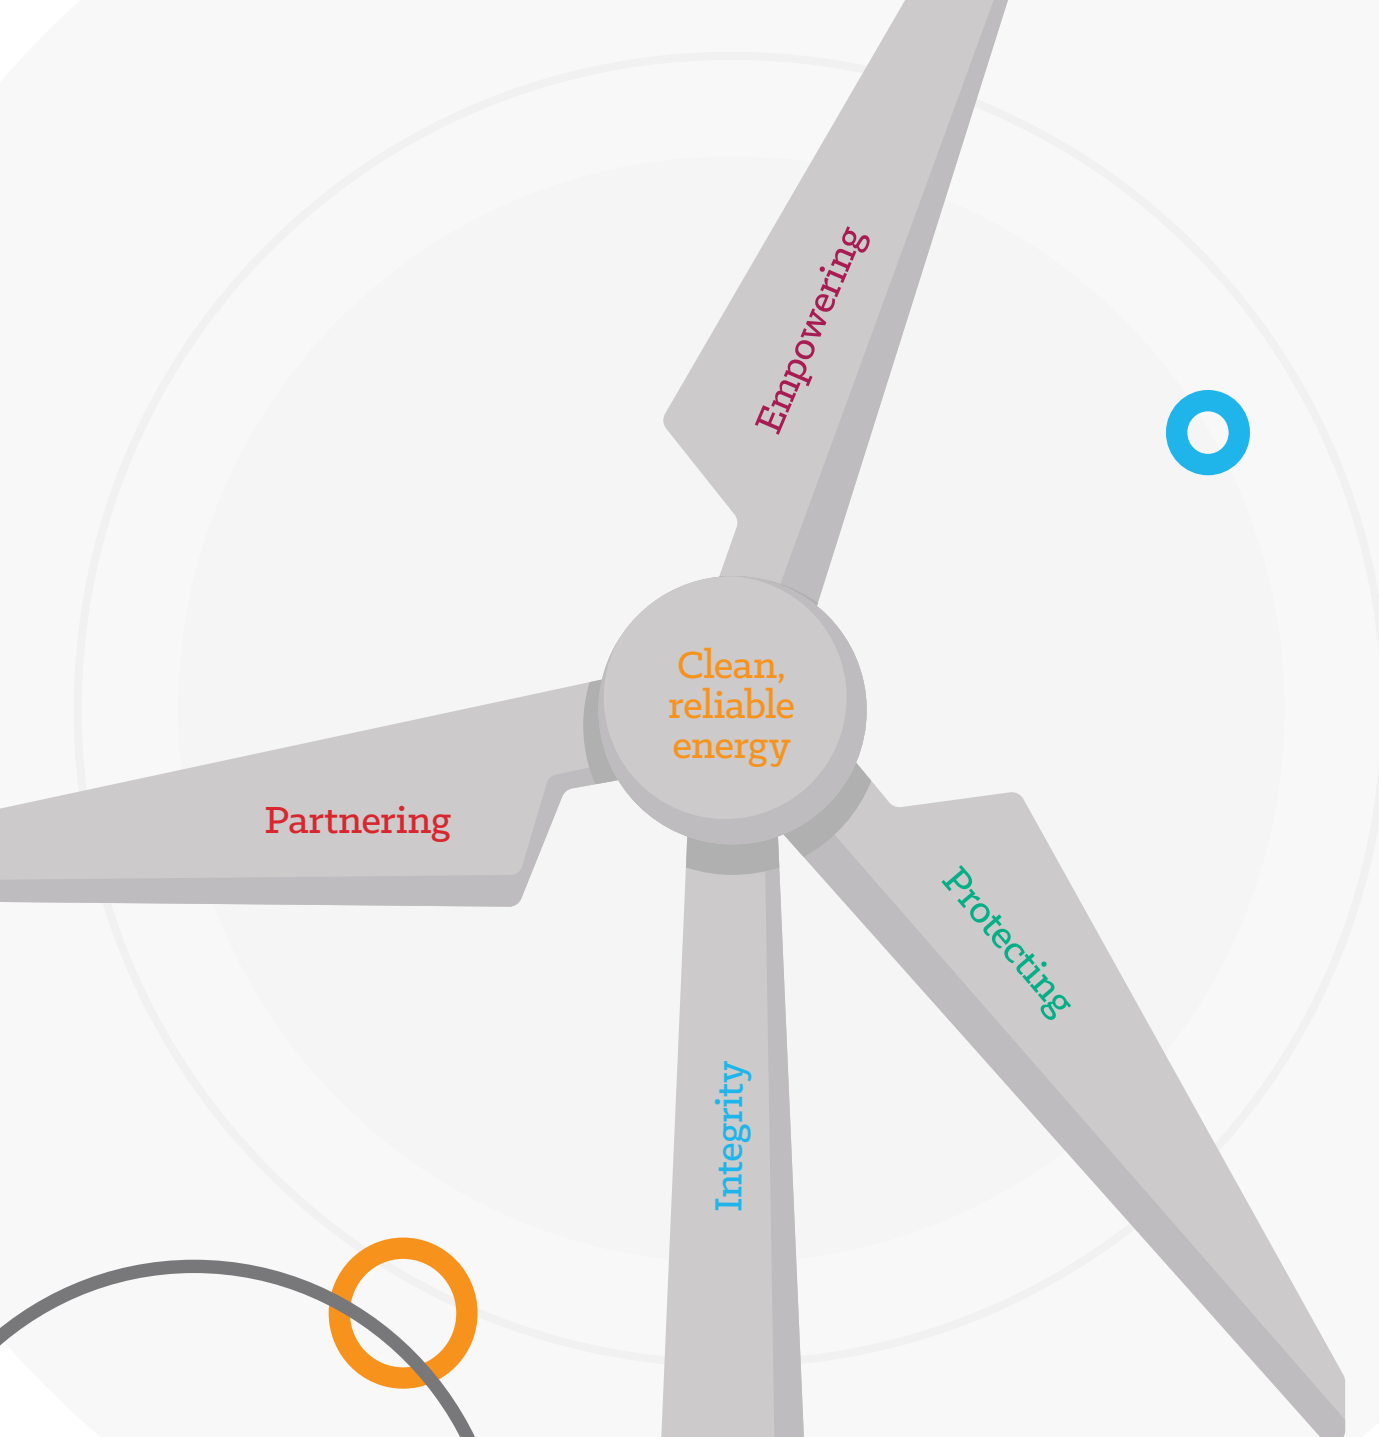 Empowering
Clean,
reliable
energy
Partnering
Protecting
Integrity